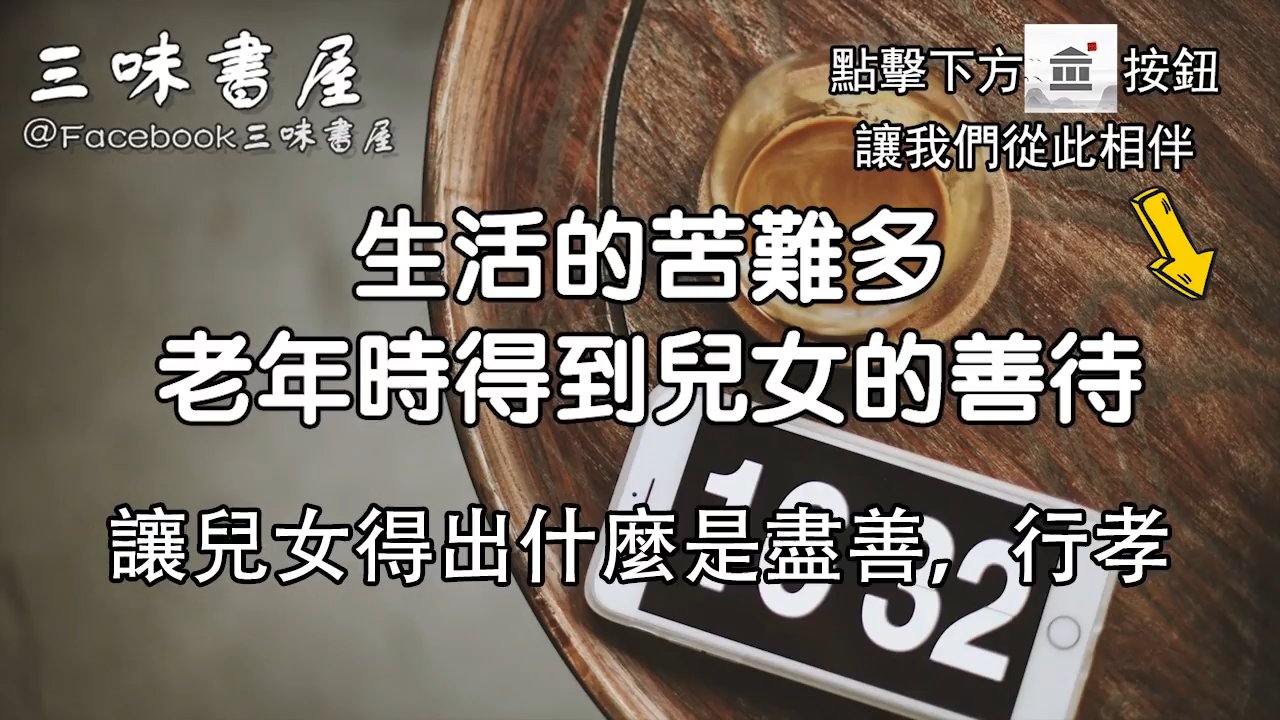 三味書屋
@Facebook三味書屋
點擊下方 按鈕
讓我們從此相伴
生活的苦難多
老年時得到兒女的善待
讓兒女得出什麼是盡善，行孝